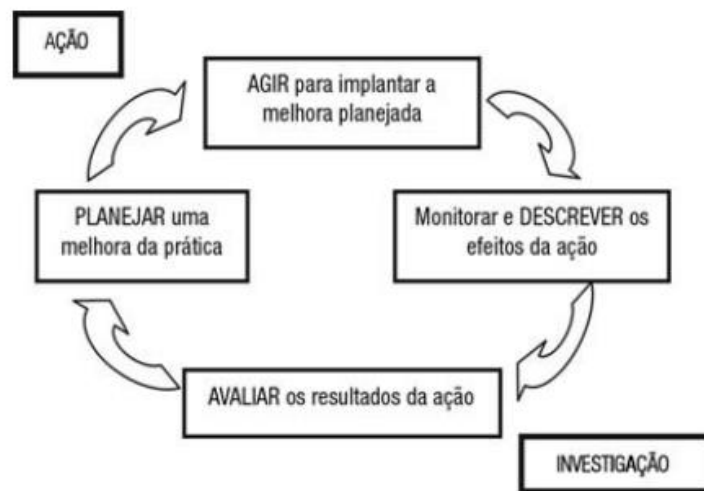 AÇÃO
AGIR para implantar a
melhora planejada
PLANEJAR uma
melhora da prática
Monitorar e DESCREVER os
efeitos da ação
AVALIAR os resultados da ação
INVESTIGAÇÃO